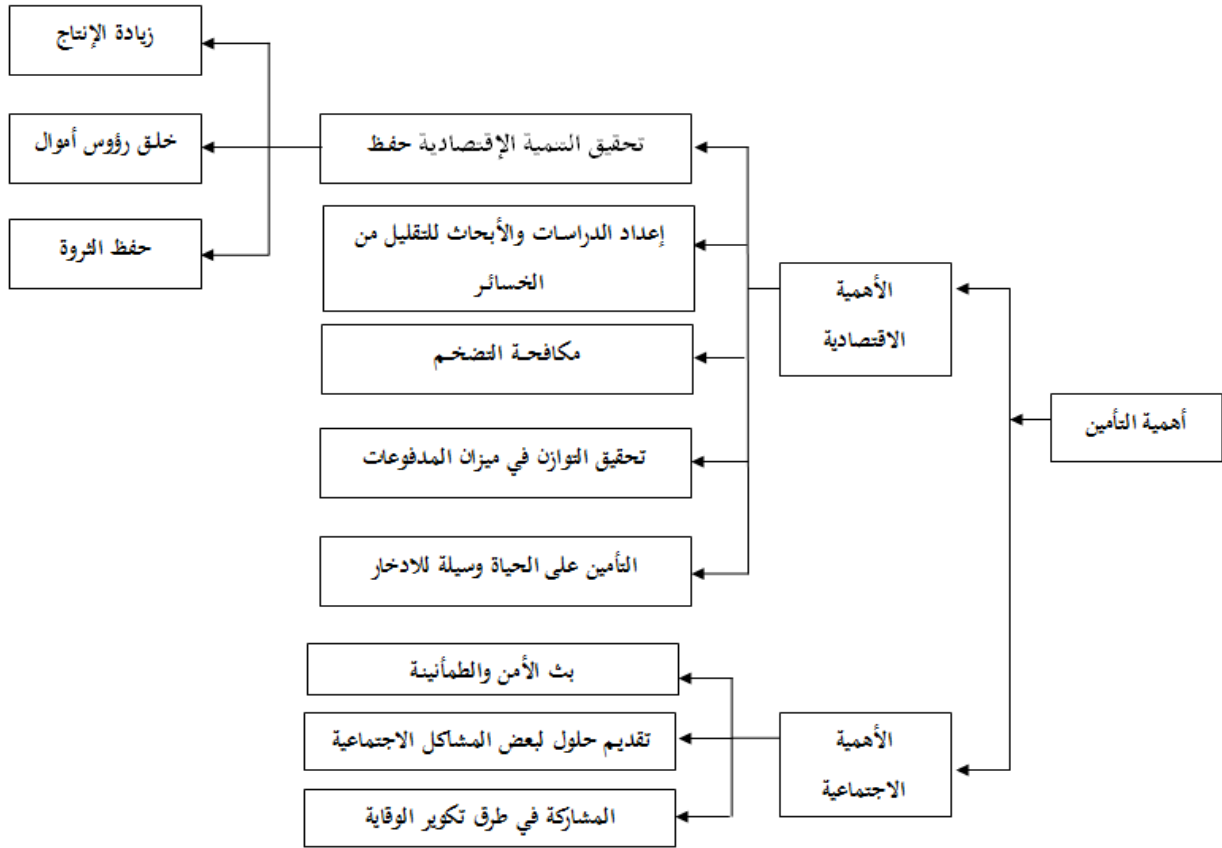 أهمية التأمين
الأهمية
الاقتصادية
تحقيق التنمية الإقتصادية حفظ
زيادة الإنتاج
خلق رؤوس أموال
حفظ الثروة
إعداد الدراسات والأبحاث للتقليل من
الخسائر
مكافحة التضخم
تحقيق التوازن في ميزان المدفوعات
التأمين على الحياة وسيلة للادخار
الأهمية
الاجتماعية
بث الأمن والطمأنينة
تقديم حلول لبعض المشاكل الاجتماعية
المشاركة في طرق تكوير الوقاية